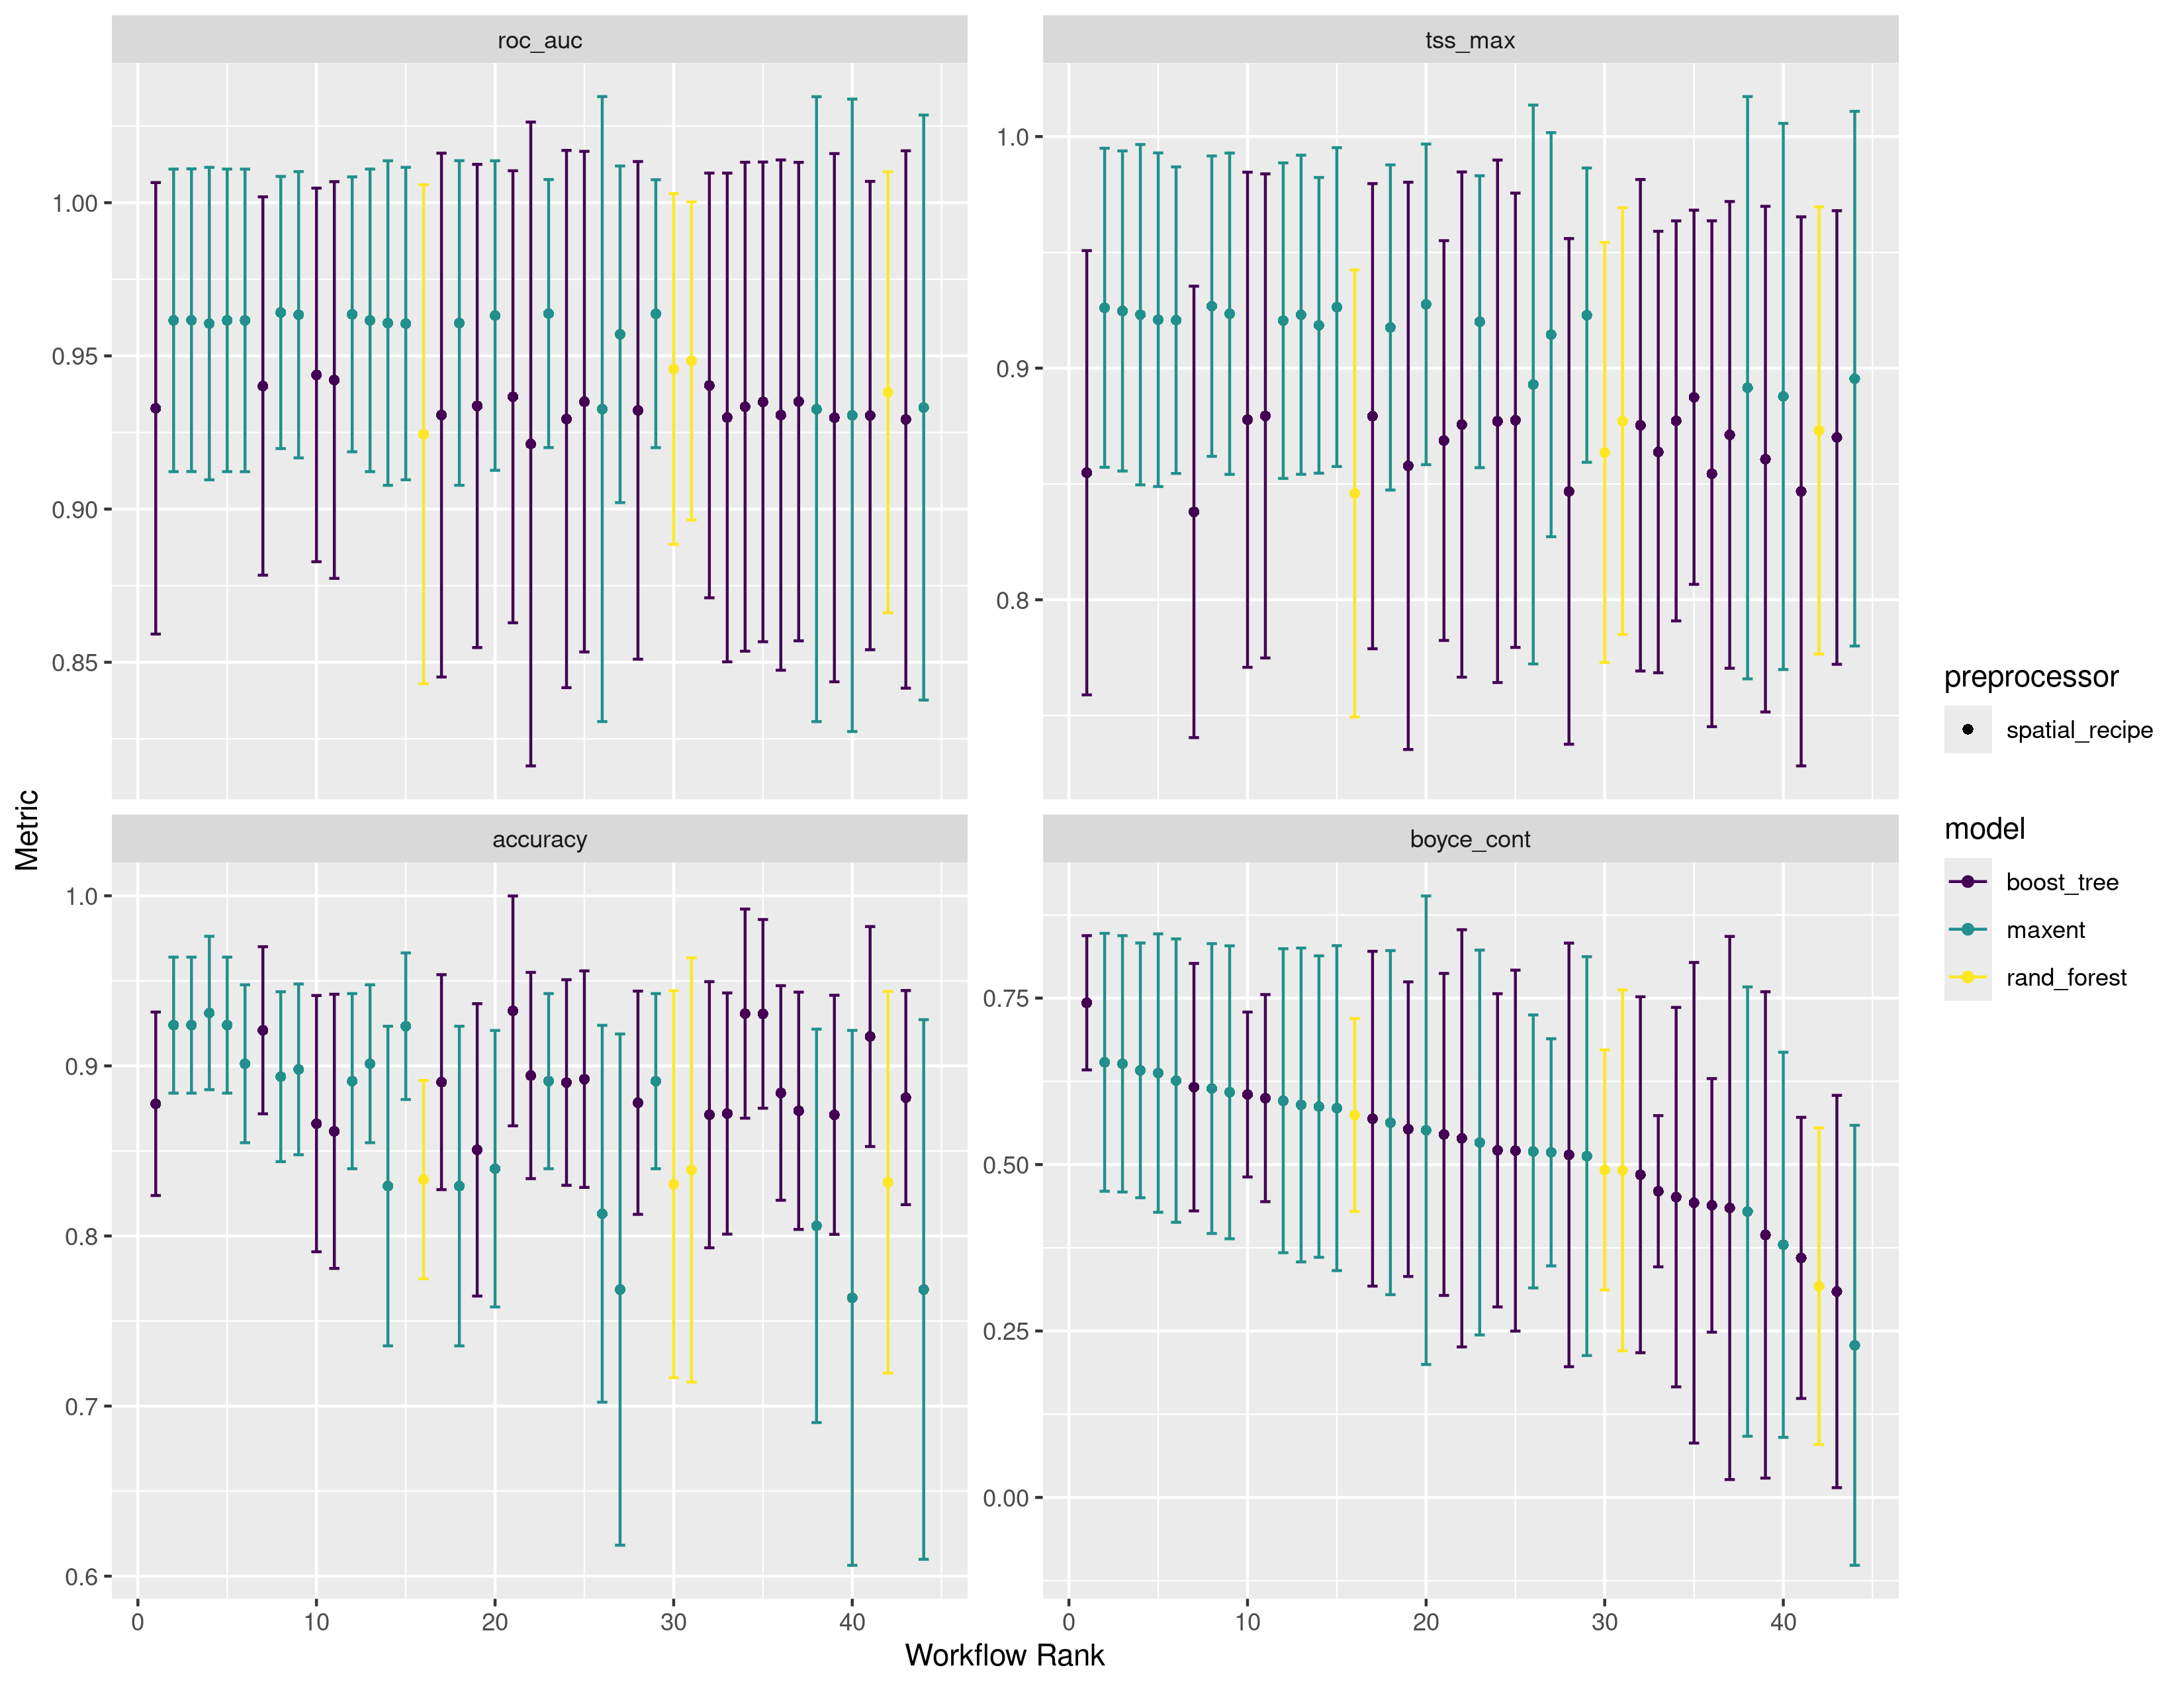 roc_auc
tss_max
1.00
0.95
0.90
0.85
1.0
0.9
0.8
Metric
accuracy
boyce_cont
1.0
0.9
0.8
0.7
0.6
0.75
0.50
0.25
0.00
0 10 20 30 40
0 10 20 30 40
Workflow Rank
preprocessor
spatial_recipe
model
boost_tree
maxent
rand_forest